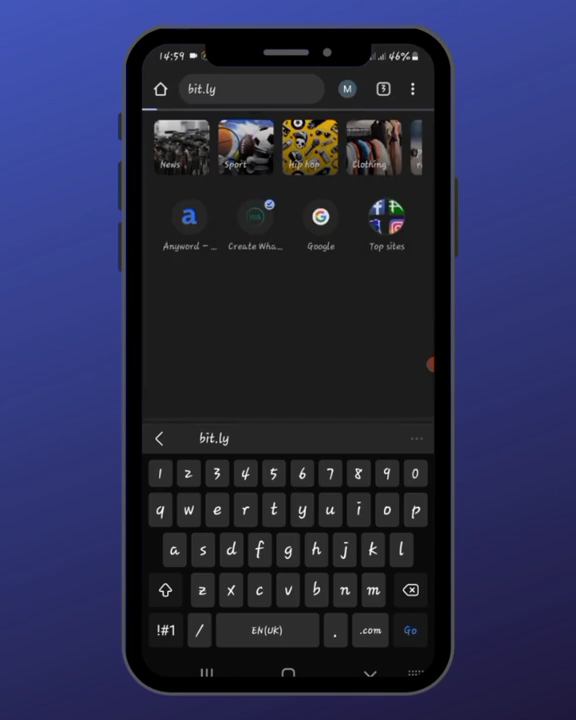 14:59 46%
bit.ly M
News Sport Hip hop Clothing
Anyword – ... Create Wha... Google Top sites
bit.ly
1 2 3 4 5 6 7 8 9 0
q w e r t y u i o p
a s d f g h j k l
z x c v b n m
!#1 / EN(UK) . .com Go